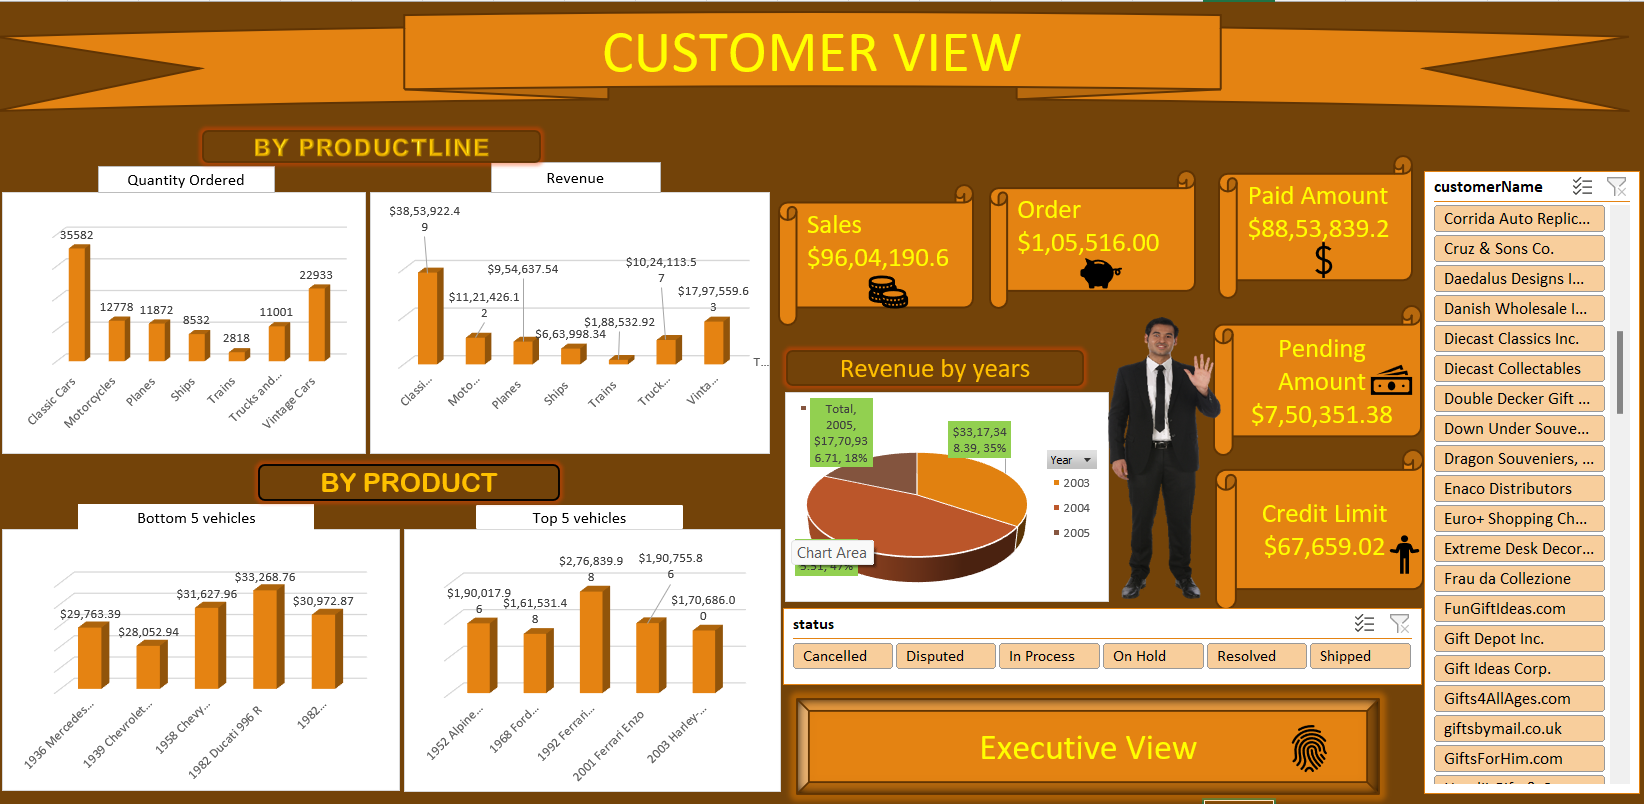 CUSTOMER VIEW
BY PRODUCTLINE
Quantity Ordered
35582
12778
11872
8532
2818
11001
22933
Classic Cars
Motorcycles
Planes
Ships
Trains
Trucks and...
Vintage Cars
Revenue
$38,53,922.4
9
$11,21,426.1
2
$9,54,637.54
$6,63,998.34
$1,88,532.92
$10,24,113.5
7
$17,97,559.6
3
T...
Classi...
Moto...
Planes
Ships
Trains
Truck...
Vinta...
BY PRODUCT
Bottom 5 vehicles
$29,763.39
$28,052.94
$31,627.96
$33,268.76
$30,972.87
1936 Mercedes...
1939 Chevrolet...
1958 Chevy...
1982 Ducati 996 R
1982...
Top 5 vehicles
$1,90,017.9
6
$1,61,531.4
8
$2,76,839.9
8
$1,90,755.8
6
$1,70,686.0
0
1952 Alpine...
1968 Ford...
1992 Ferrari...
2001 Ferrari Enzo
2003 Harley-...
Sales
$96,04,190.6
Order
$1,05,516.00
Paid Amount
$88,53,839.2
$
Pending
Amount
$7,50,351.38
Credit Limit
$67,659.02
Revenue by years
Total,
2005,
$17,70,93
6.71, 18%
$33,17,34
8.39, 35%
Chart Area
47%
Year
2003
2004
2005
status
Cancelled
Disputed
In Process
On Hold
Resolved
Shipped
Executive View
customerName
Corrida Auto Replic...
Cruz & Sons Co.
Daedalus Designs I...
Danish Wholesale I...
Diecast Classics Inc.
Diecast Collectables
Double Decker Gift ...
Down Under Souve...
Dragon Souveniers, ...
Enaco Distributors
Euro+ Shopping Ch...
Extreme Desk Decor...
Frau da Collezione
FunGiftIdeas.com
Gift Depot Inc.
Gift Ideas Corp.
Gifts4AllAges.com
giftsbymail.co.uk
GiftsForHim.com